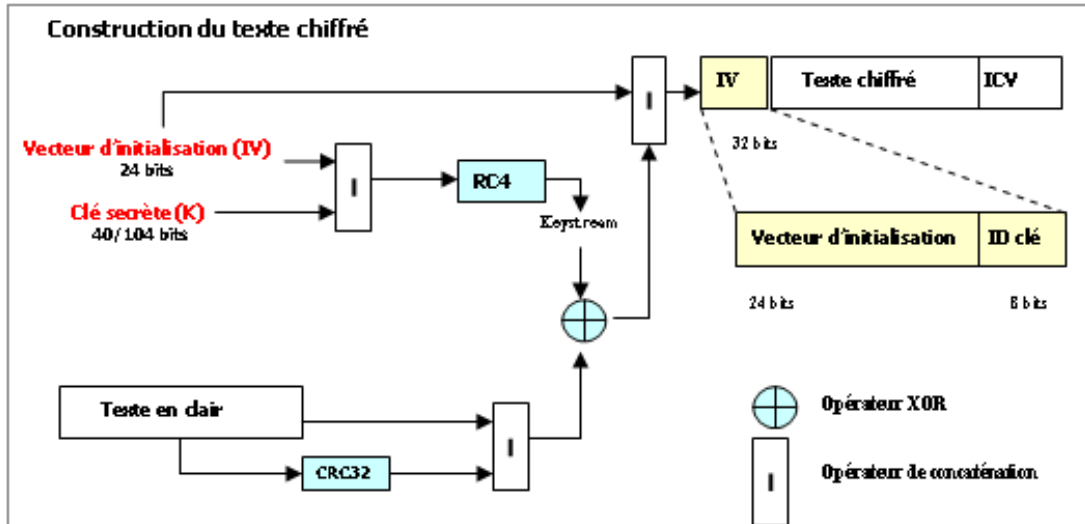 Construction du texte chiffré
IV
Texte chiffré
ICV
I
Vecteur d'initialisation (IV)
24 bits
32 bits
I
RC4
Clé secrète (K)
40/104 bits
Keystream
Vecteur d'initialisation
ID clé
24 bits
8 bits
Texte en clair
I
CRC32
Opérateur XOR
I
Opérateur de concaténation